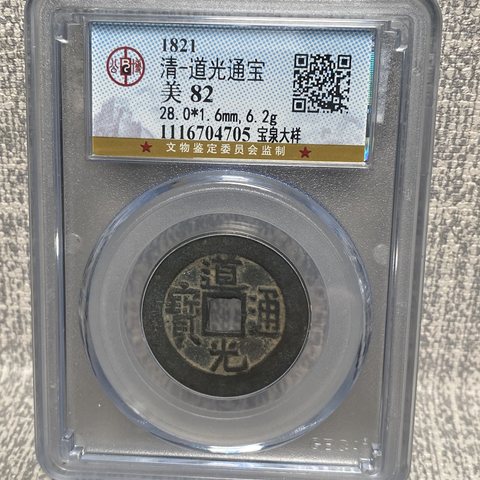 1821
清-道光通宝
美 82
28.0*1.6mm,6.2g
1116704705 宝泉大样
★ 文物鉴定委员会监制 ★
道光通寳